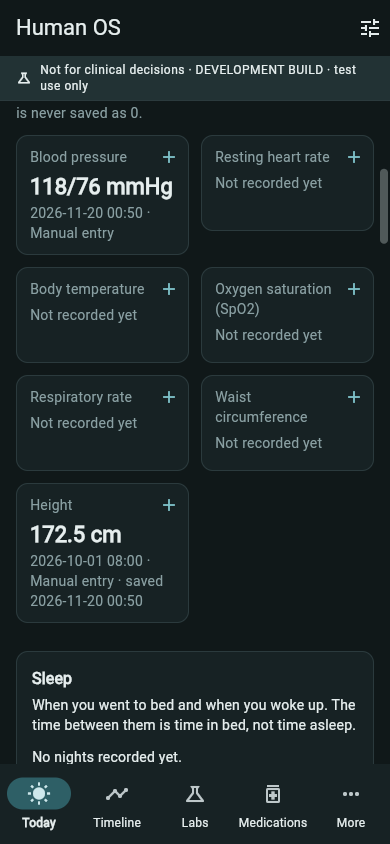 Human OS
Not for clinical decisions · DEVELOPMENT BUILD · test
use only
is never saved as 0.
Blood pressure
118/76 mmHg
2026-11-20 00:50 ·
Manual entry
Resting heart rate
Not recorded yet
Body temperature
Not recorded yet
Oxygen saturation
(SpO2)
Not recorded yet
Respiratory rate
Not recorded yet
Waist
circumference
Not recorded yet
Height
172.5 cm
2026-10-01 08:00 ·
Manual entry · saved
2026-11-20 00:50
Sleep
When you went to bed and when you woke up. The
time between them is time in bed, not time asleep.
No nights recorded yet.
Today
Timeline
Labs
Medications
More